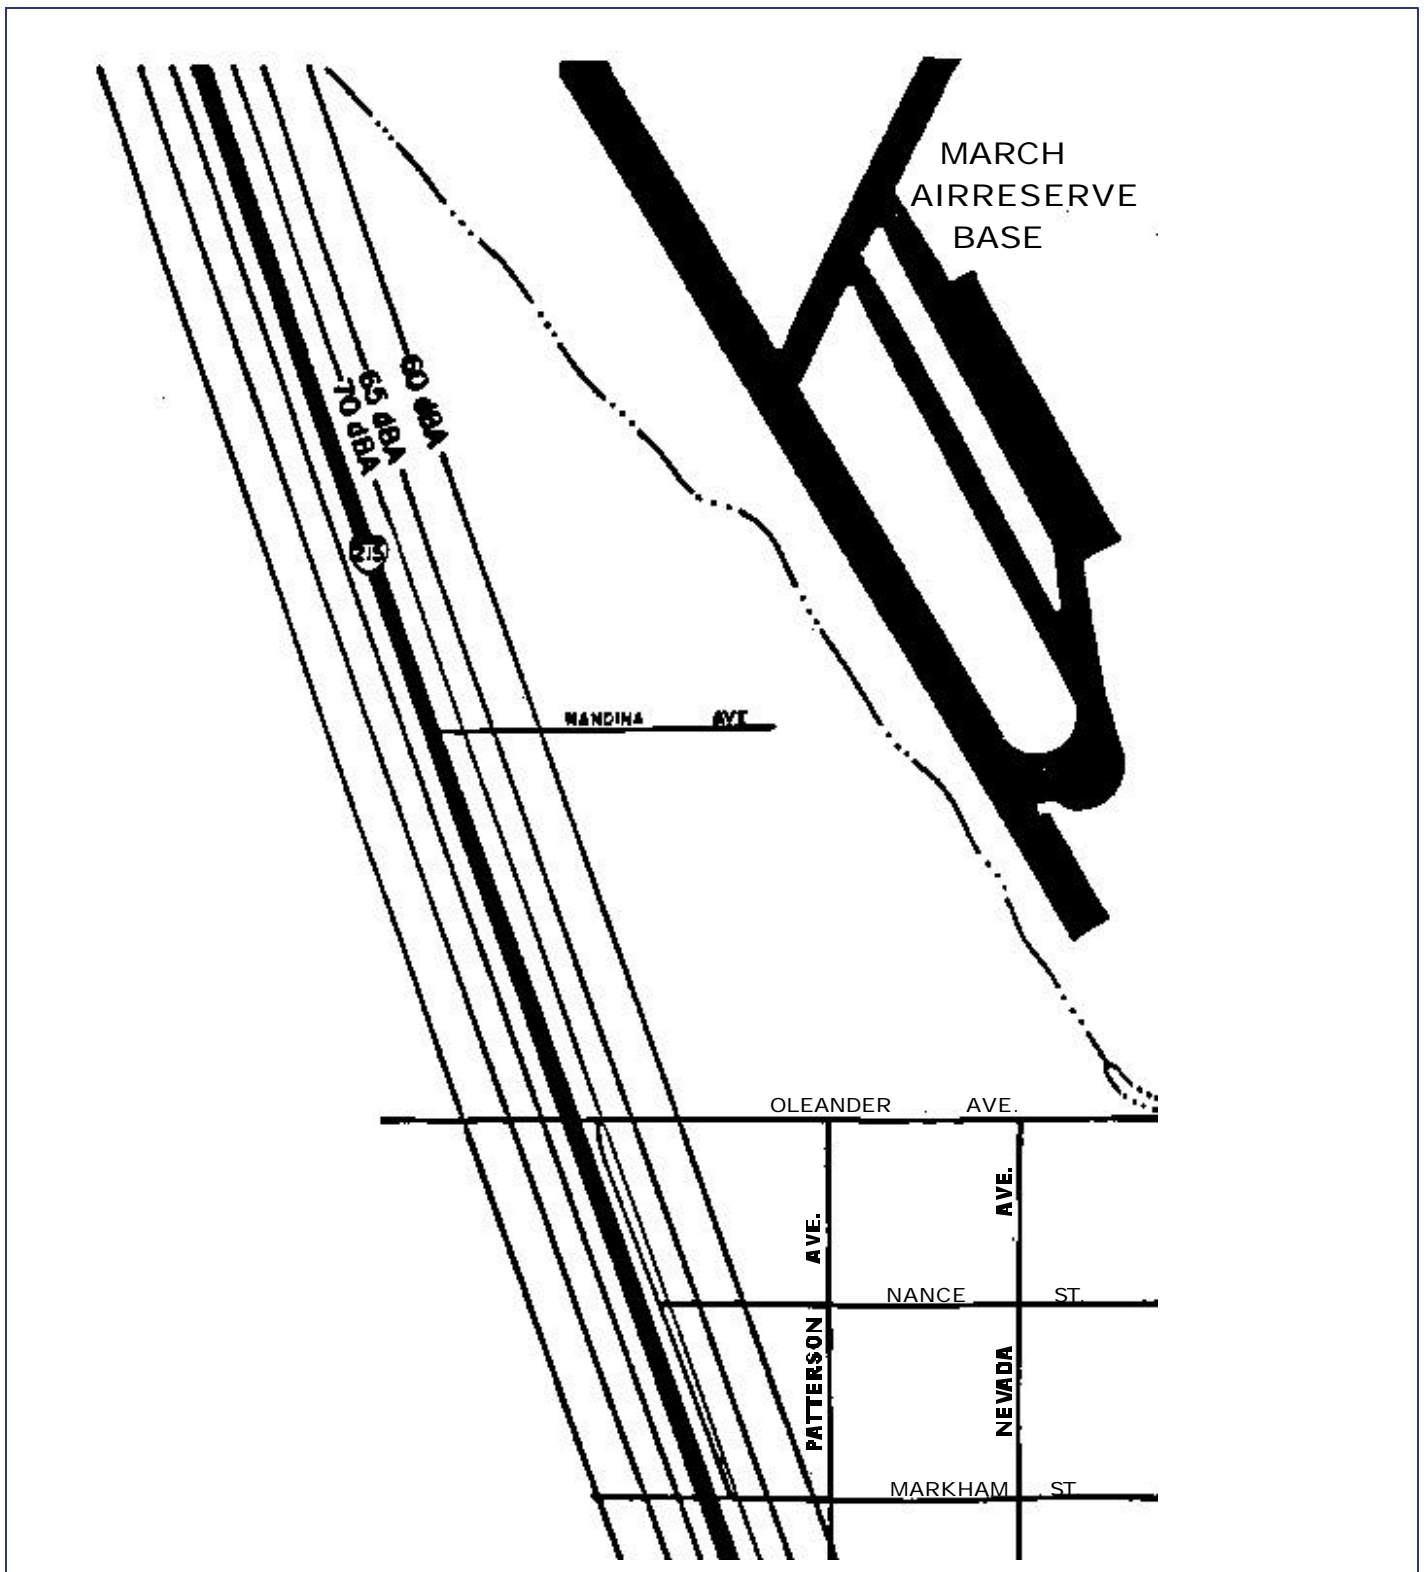 MARCH
AIRRESERVE
BASE
60 dBA
65 dBA
70 dBA
215
NANDINA AVE
OLEANDER AVE.
PATTERSON AVE.
NEVADA AVE.
NANCE ST.
MARKHAM ST